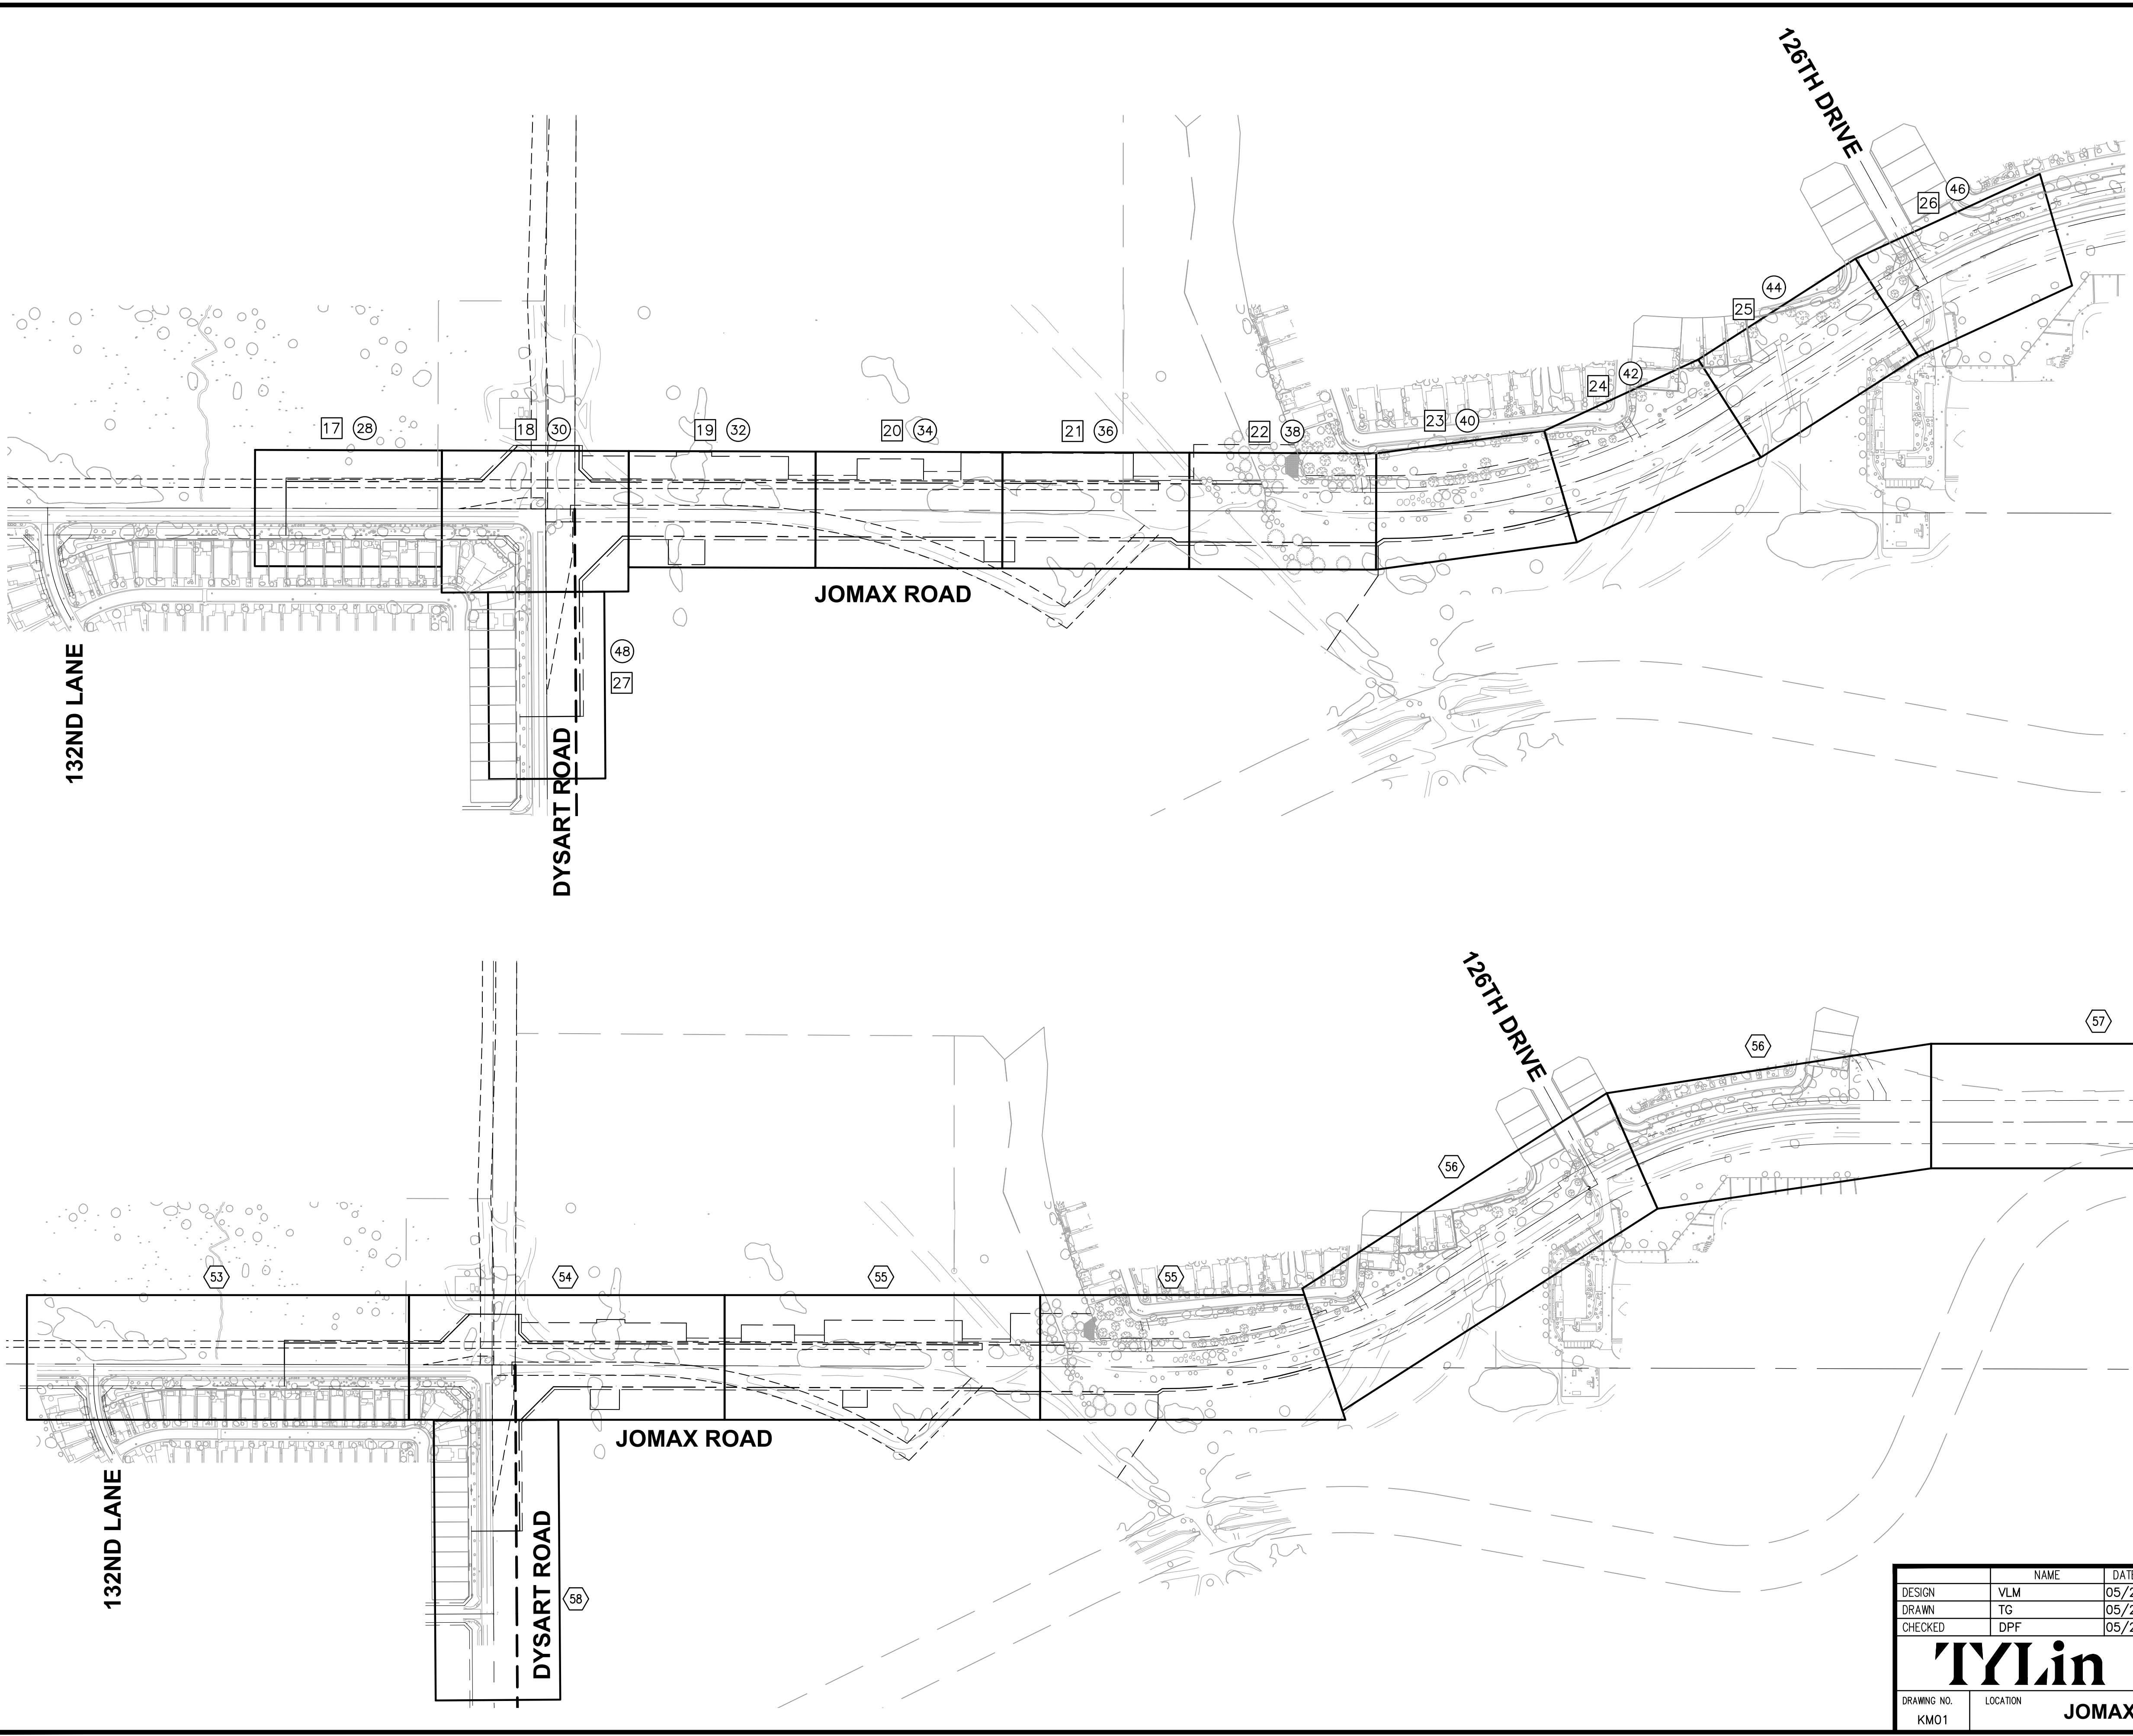 126TH DRIVE
26 46
25 44
24 42
17 28 18 30 19 32 20 34 21 36 22 38 23 40
JOMAX ROAD
48
27
132ND LANE
DYSART ROAD
126TH DRIVE
57
56
56
53 54 55 55
JOMAX ROAD
132ND LANE
DYSART ROAD
58
NAME
DESIGN VLM
DRAWN TG
CHECKED DPF
TYLin
DRAWING NO. LOCATION
KM01 JOMAX